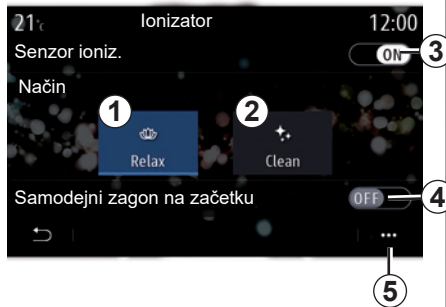 21°c Ionizator 12:00
Senzor ioniz. ON 3
Način
1 2
Relax Clean
Samodejni zagon na začetku OFF 4
5